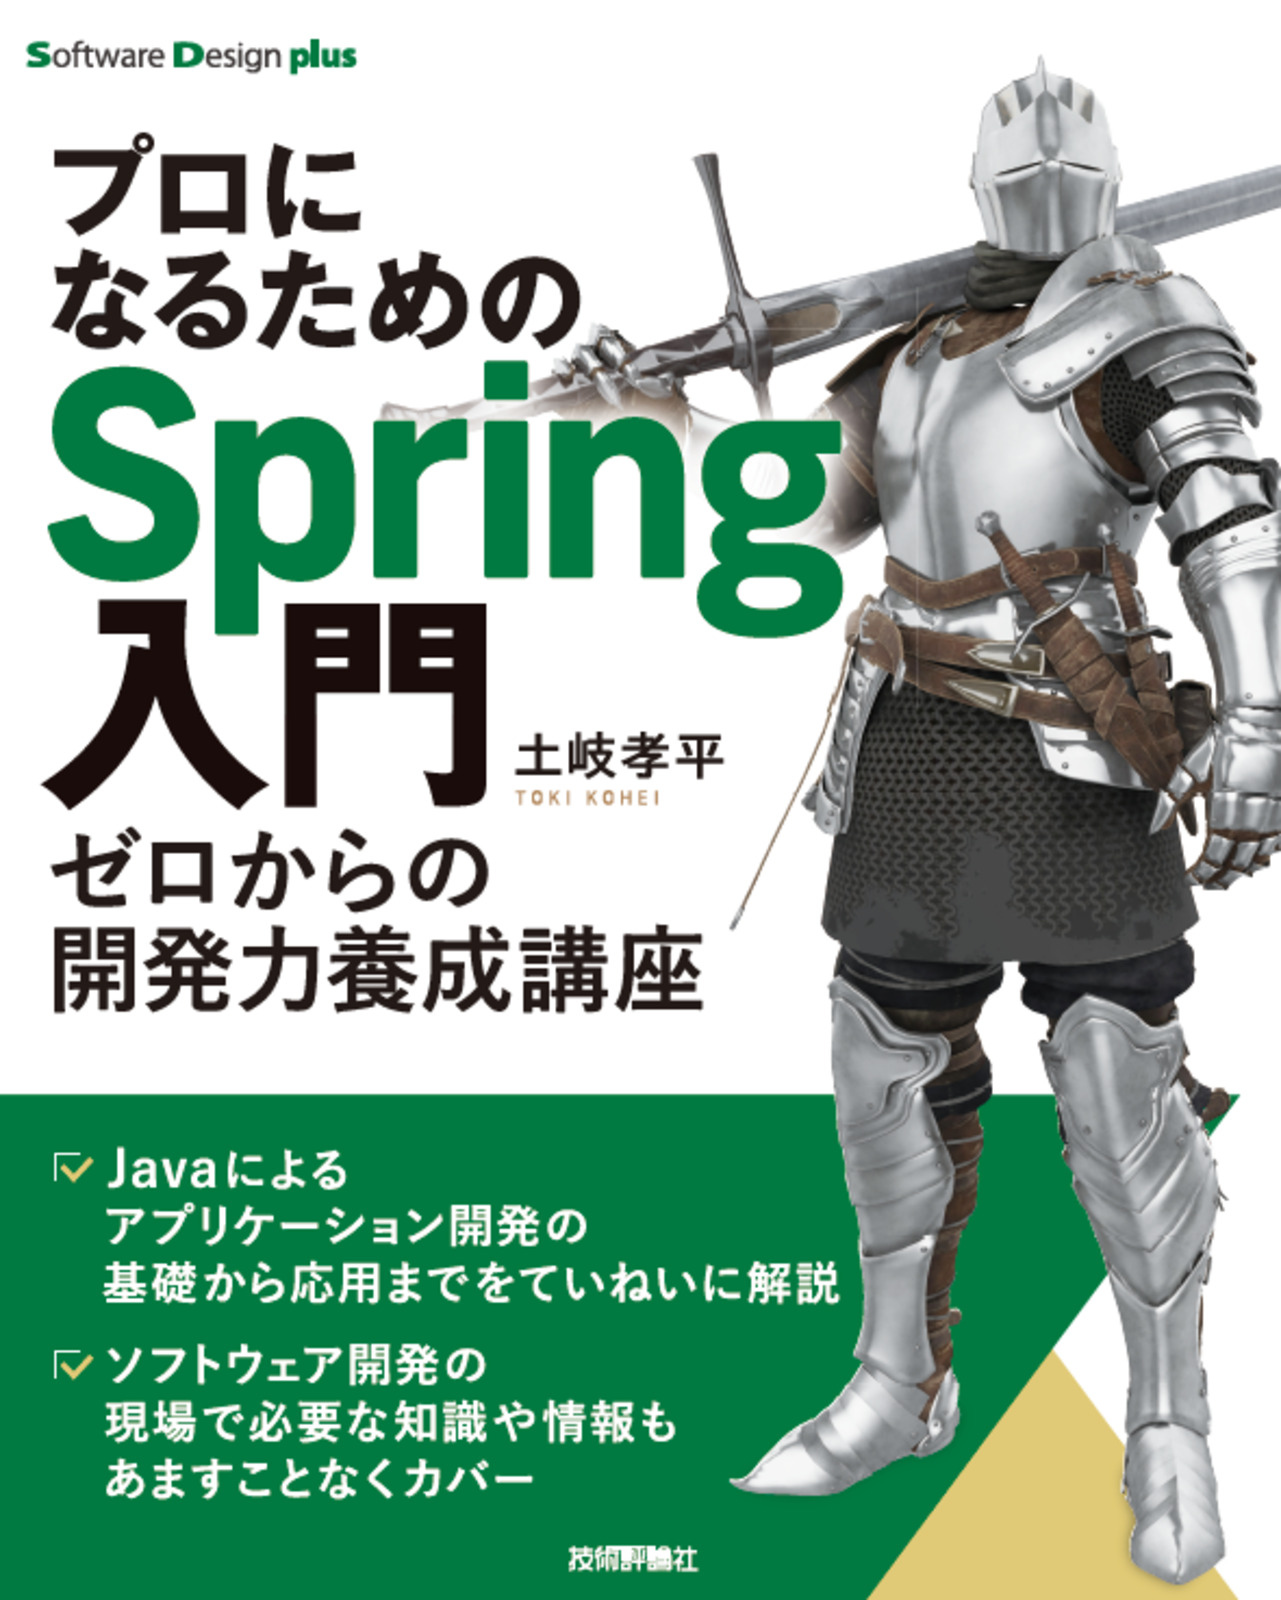 Software Design plus
プロに
なるための
Spring
入門
土岐孝平
TOKI KOHEI
ゼロからの
開発力養成講座
Javaによる
アプリケーション開発の
基礎から応用までをていねいに解説
ソフトウェア開発の
現場で必要な知識や情報も
あますことなくカバー
技術評論社